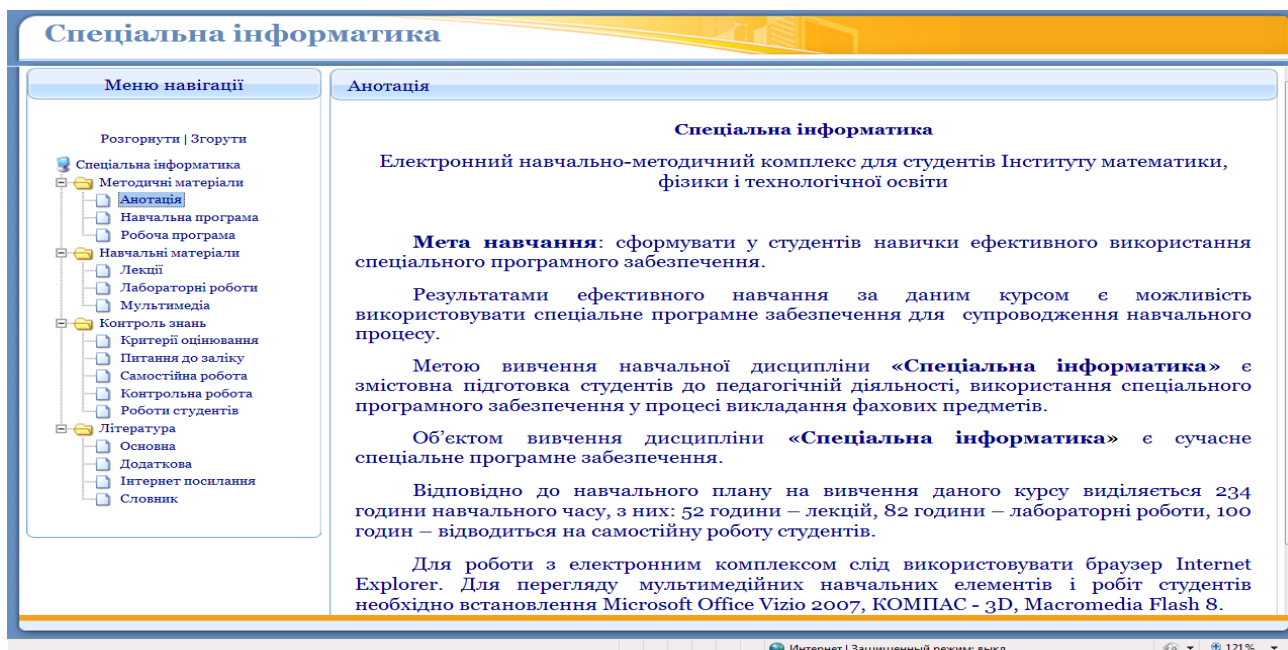 Спеціальна інформатика
Меню навігації
Розгорнути | Згорути
Спеціальна інформатика
Методичні матеріали
Анотація
Навчальна програма
Робоча програма
Навчальні матеріали
Лекції
Лабораторні роботи
Мультимедіа
Контроль знань
Критерії оцінювання
Питання до заліку
Самостійна робота
Контрольна робота
Роботи студентів
Література
Основна
Додаткова
Інтернет посилання
Словник
Анотація
Спеціальна інформатика
Електронний навчально-методичний комплекс для студентів Інституту математики,
фізики і технологічної освіти
Мета навчання: сформувати у студентів навички ефективного використання
спеціального програмного забезпечення.
Результатами ефективного навчання за даним курсом є можливість
використовувати спеціальне програмне забезпечення для супроводження навчального
процесу.
Метою вивчення навчальної дисципліни «Спеціальна інформатика» є
змістовна підготовка студентів до педагогічній діяльності, використання спеціального
програмного забезпечення у процесі викладання фахових предметів.
Об’єктом вивчення дисципліни «Спеціальна інформатика» є сучасне
спеціальне програмне забезпечення.
Відповідно до навчального плану на вивчення даного курсу виділяється 234
години навчального часу, з них: 52 години – лекцій, 82 години – лабораторні роботи, 100
годин – відводиться на самостійну роботу студентів.
Для роботи з електронним комплексом слід використовувати браузер Internet
Explorer. Для перегляду мультимедійних навчальних елементів і робіт студентів
необхідно встановлення Microsoft Office Vizio 2007, КОМПАС - 3D, Macromedia Flash 8.
Интернет | Защищенный режим: выкл
121%